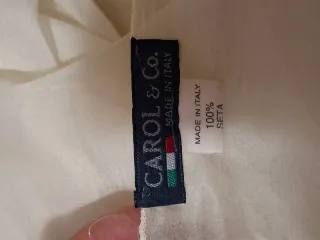 CAROL & Co.
MADE IN ITALY
MADE IN ITALY
100%
SETA